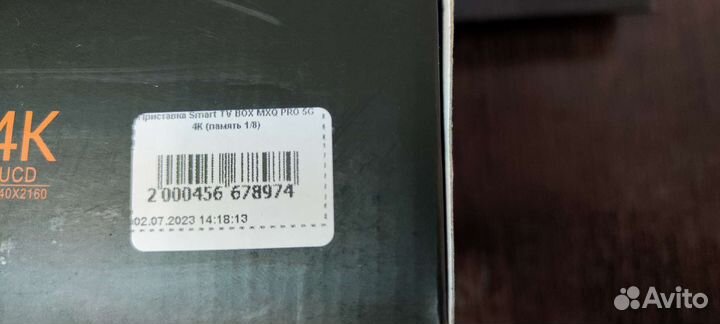 4K
UCD
40X2160
Приставка Smart TV BOX MXQ PRO 5G
4K (память 1/8)
2 000456 678974
02.07.2023 14:18:13
Avito